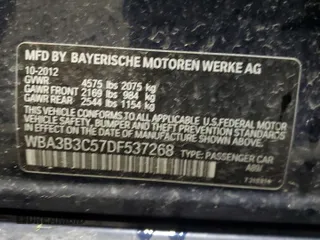 MFD BY BAYERISCHE MOTOREN WERKE AG
10-2012
GVWR 4575 lbs 2075 kg
GAWR FRONT 2169 lbs 984 kg
GAWR REAR 2544 lbs 1154 kg
THIS VEHICLE CONFORMS TO ALL APPLICABLE U.S.FEDERAL MOTOR
VEHICLE SAFETY, BUMPER, AND THEFT PREVENTION STANDARDS
IN EFFECT ON THE DATE OF MANUFACTURE SHOWN ABOVE.
WBA3B3C57DF537268 TYPE: PASSENGER CAR